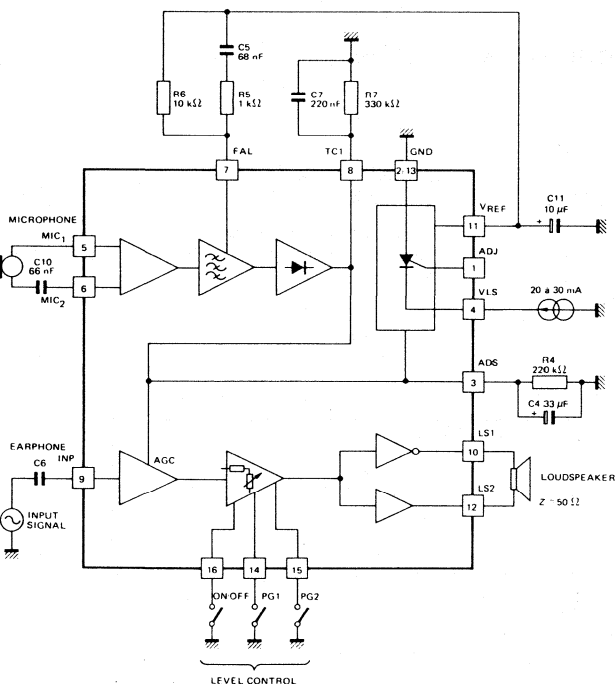 C5
68 nF
R6
10 kΩ
R5
1 kΩ
C7
220 nF
R7
330 kΩ
FAL
TC1
GND
7
8
2·13
MICROPHONE
MIC1
5
C10
66 nF
6
MIC2
VREF
11
C11
10 µF
+
ADJ
1
VLS
4
20 à 30 mA
ADS
3
R4
220 kΩ
C4 33 µF
+
EARPHONE
INP
C6
9
AGC
LS1
10
LS2
12
LOUDSPEAKER
Z ~ 50 Ω
INPUT
SIGNAL
16
14
15
ON·OFF
PG1
PG2
LEVEL CONTROL